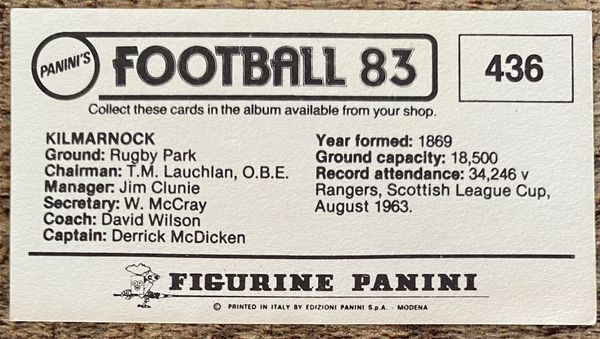 PANINI'S
FOOTBALL 83
436
Collect these cards in the album available from your shop.
KILMARNOCK
Ground: Rugby Park
Chairman: T.M. Lauchlan, O.B.E.
Manager: Jim Clunie
Secretary: W. McCray
Coach: David Wilson
Captain: Derrick McDicken
Year formed: 1869
Ground capacity: 18,500
Record attendance: 34,246 v
Rangers, Scottish League Cup,
August 1963.
FIGURINE PANINI
© PRINTED IN ITALY BY EDIZIONI PANINI S.p.A. - MODENA